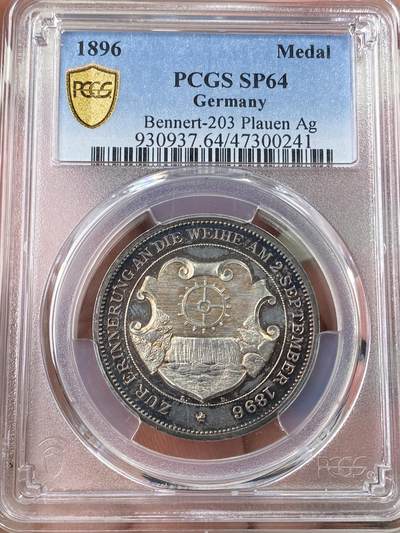 1896 Medal
PCGS
PCGS SP64
Germany
Bennert-203 Plauen Ag
930937.64/47300241
ZUR ERINNERUNG AN DIE WEIHE AM 2. SEPTEMBER 1896
PCGS